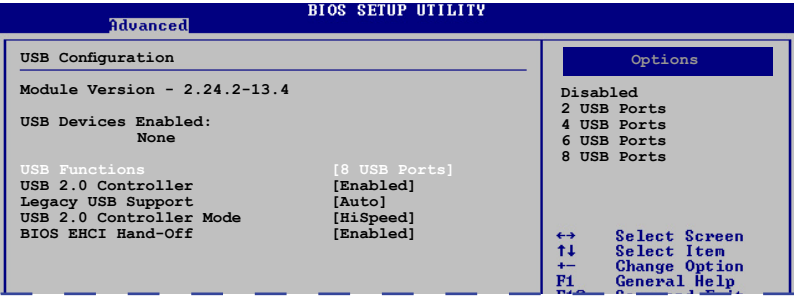 BIOS SETUP UTILITY
Advanced
USB Configuration
Module Version - 2.24.2-13.4
USB Devices Enabled:
None
USB Functions [8 USB Ports]
USB 2.0 Controller [Enabled]
Legacy USB Support [Auto]
USB 2.0 Controller Mode [HiSpeed]
BIOS EHCI Hand-Off [Enabled]
Options
Disabled
2 USB Ports
4 USB Ports
6 USB Ports
8 USB Ports
↔ Select Screen
↑↓ Select Item
+- Change Option
F1 General Help